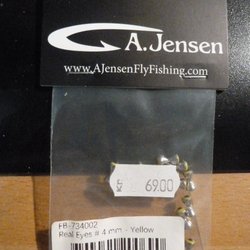 A.Jensen
www.AJensenFlyFishing.com
69.00
FB-734002
Real Eyes # 4 mm - Yellow